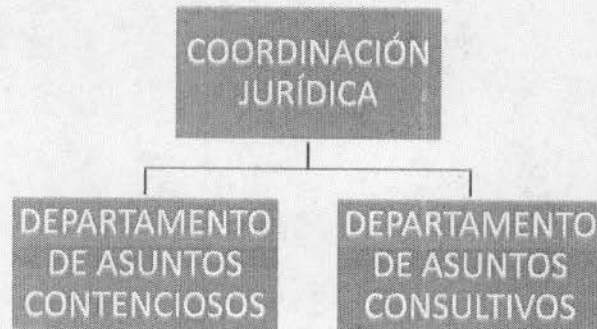 COORDINACIÓN
JURÍDICA
DEPARTAMENTO
DE ASUNTOS
CONTENCIOSOS
DEPARTAMENTO
DE ASUNTOS
CONSULTIVOS